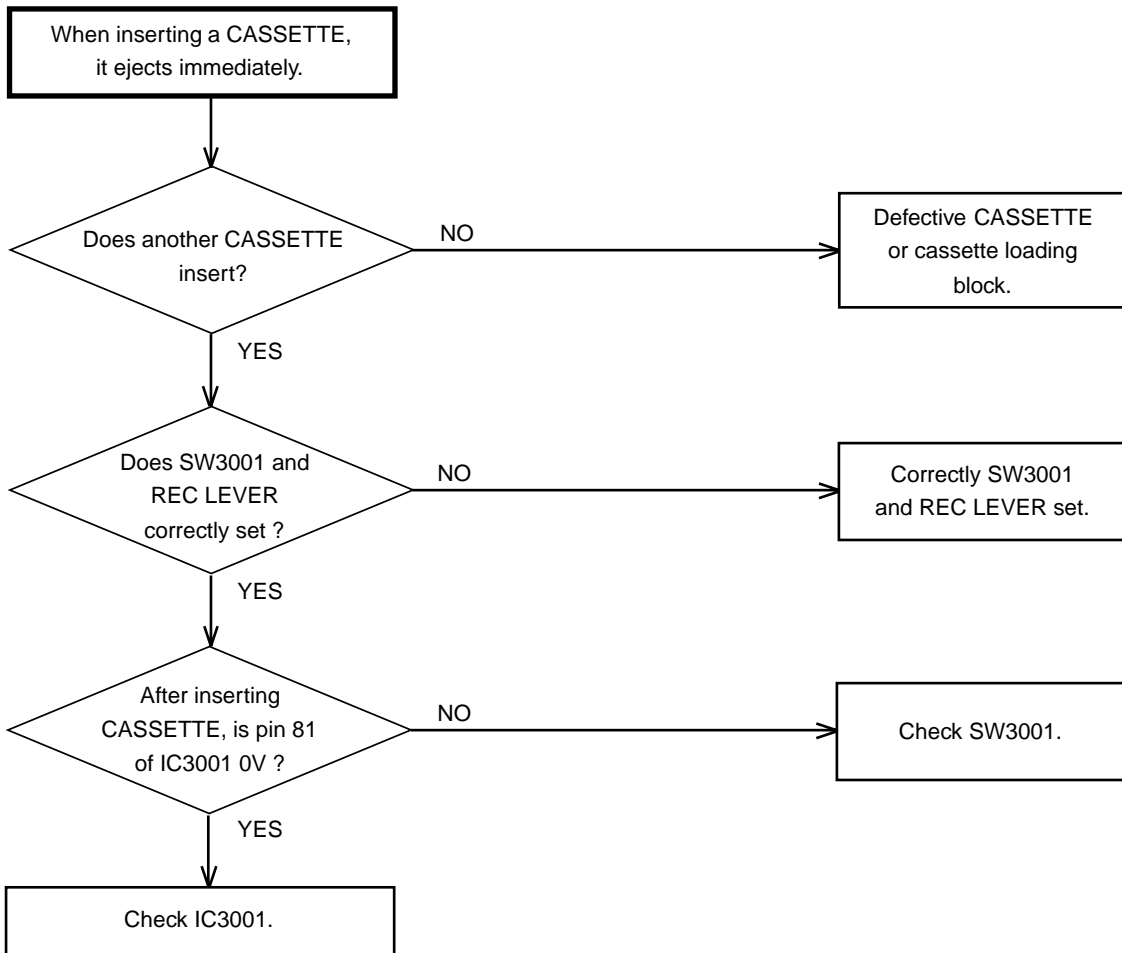 When inserting a CASSETTE,
it ejects immediately.
Does another CASSETTE
insert?
NO
Defective CASSETTE
or cassette loading
block.
YES
Does SW3001 and
REC LEVER
correctly set ?
NO
Correctly SW3001
and REC LEVER set.
YES
After inserting
CASSETTE, is pin 81
of IC3001 0V ?
NO
Check SW3001.
YES
Check IC3001.